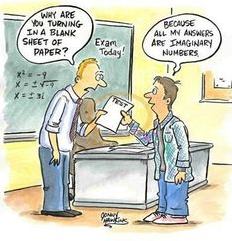 WHY ARE
YOU TURNING
IN A BLANK
SHEET OF
PAPER?
BECAUSE
ALL MY ANSWERS
ARE IMAGINARY
NUMBERS.
Exam
Today!
x² = -9
x = ±√-9
x = ±3i
TEST